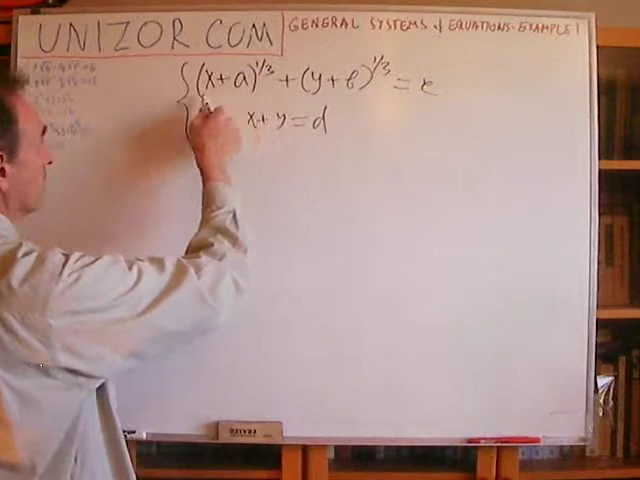 UNIZOR.COM
GENERAL SYSTEMS of EQUATIONS - EXAMPLE 1
(x+a)^1/3 + (y+b)^1/3 = c
x + y = d